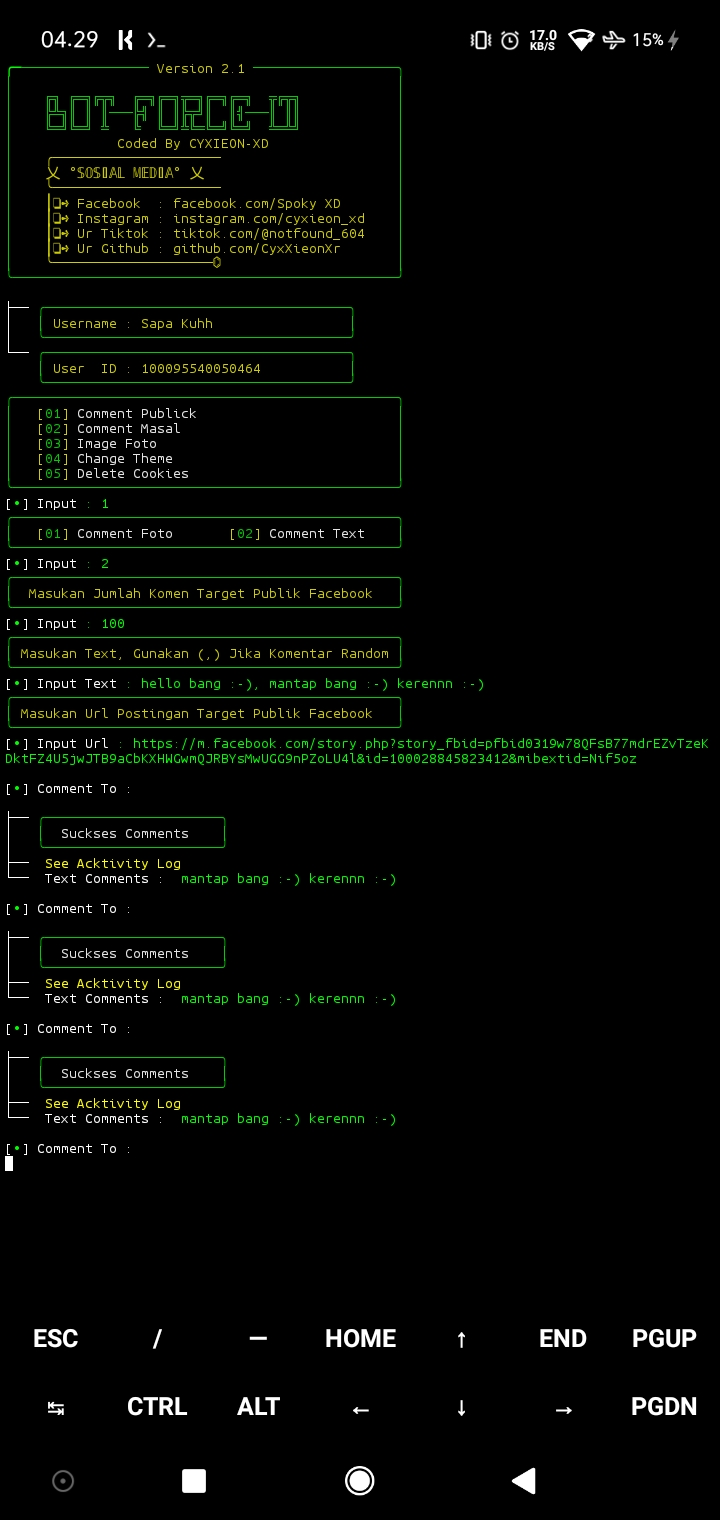 04.29
17.0 KB/S
15%
Version 2.1
BOT-FORCE-ID
Coded By CYXIEON-XD
乂 °𝕊𝕆𝕊𝕀𝔸𝕃 𝕄𝔼𝔻𝕀𝔸° 乂
Facebook : facebook.com/Spoky XD
Instagram : instagram.com/cyxieon_xd
Ur Tiktok : tiktok.com/@notfound_604
Ur Github : github.com/CyxXieonXr
Username : Sapa Kuhh
User ID : 100095540050464
[01] Comment Publick
[02] Comment Masal
[03] Image Foto
[04] Change Theme
[05] Delete Cookies
[•] Input : 1
[01] Comment Foto [02] Comment Text
[•] Input : 2
Masukan Jumlah Komen Target Publik Facebook
[•] Input : 100
Masukan Text, Gunakan (,) Jika Komentar Random
[•] Input Text : hello bang :-), mantap bang :-) kerennn :-)
Masukan Url Postingan Target Publik Facebook
[•] Input Url : https://m.facebook.com/story.php?story_fbid=pfbid0319w78QFsB77mdrEZvTzeK
DktFZ4U5jwJTB9aCbKXHWGwmQJRBYsMwUGG9nPZoLU4l&id=100028845823412&mibextid=Nif5oz
[•] Comment To :
Suckses Comments
See Acktivity Log
Text Comments : mantap bang :-) kerennn :-)
[•] Comment To :
Suckses Comments
See Acktivity Log
Text Comments : mantap bang :-) kerennn :-)
[•] Comment To :
Suckses Comments
See Acktivity Log
Text Comments : mantap bang :-) kerennn :-)
[•] Comment To :
ESC / — HOME ↑ END PGUP
↹ CTRL ALT ← ↓ → PGDN